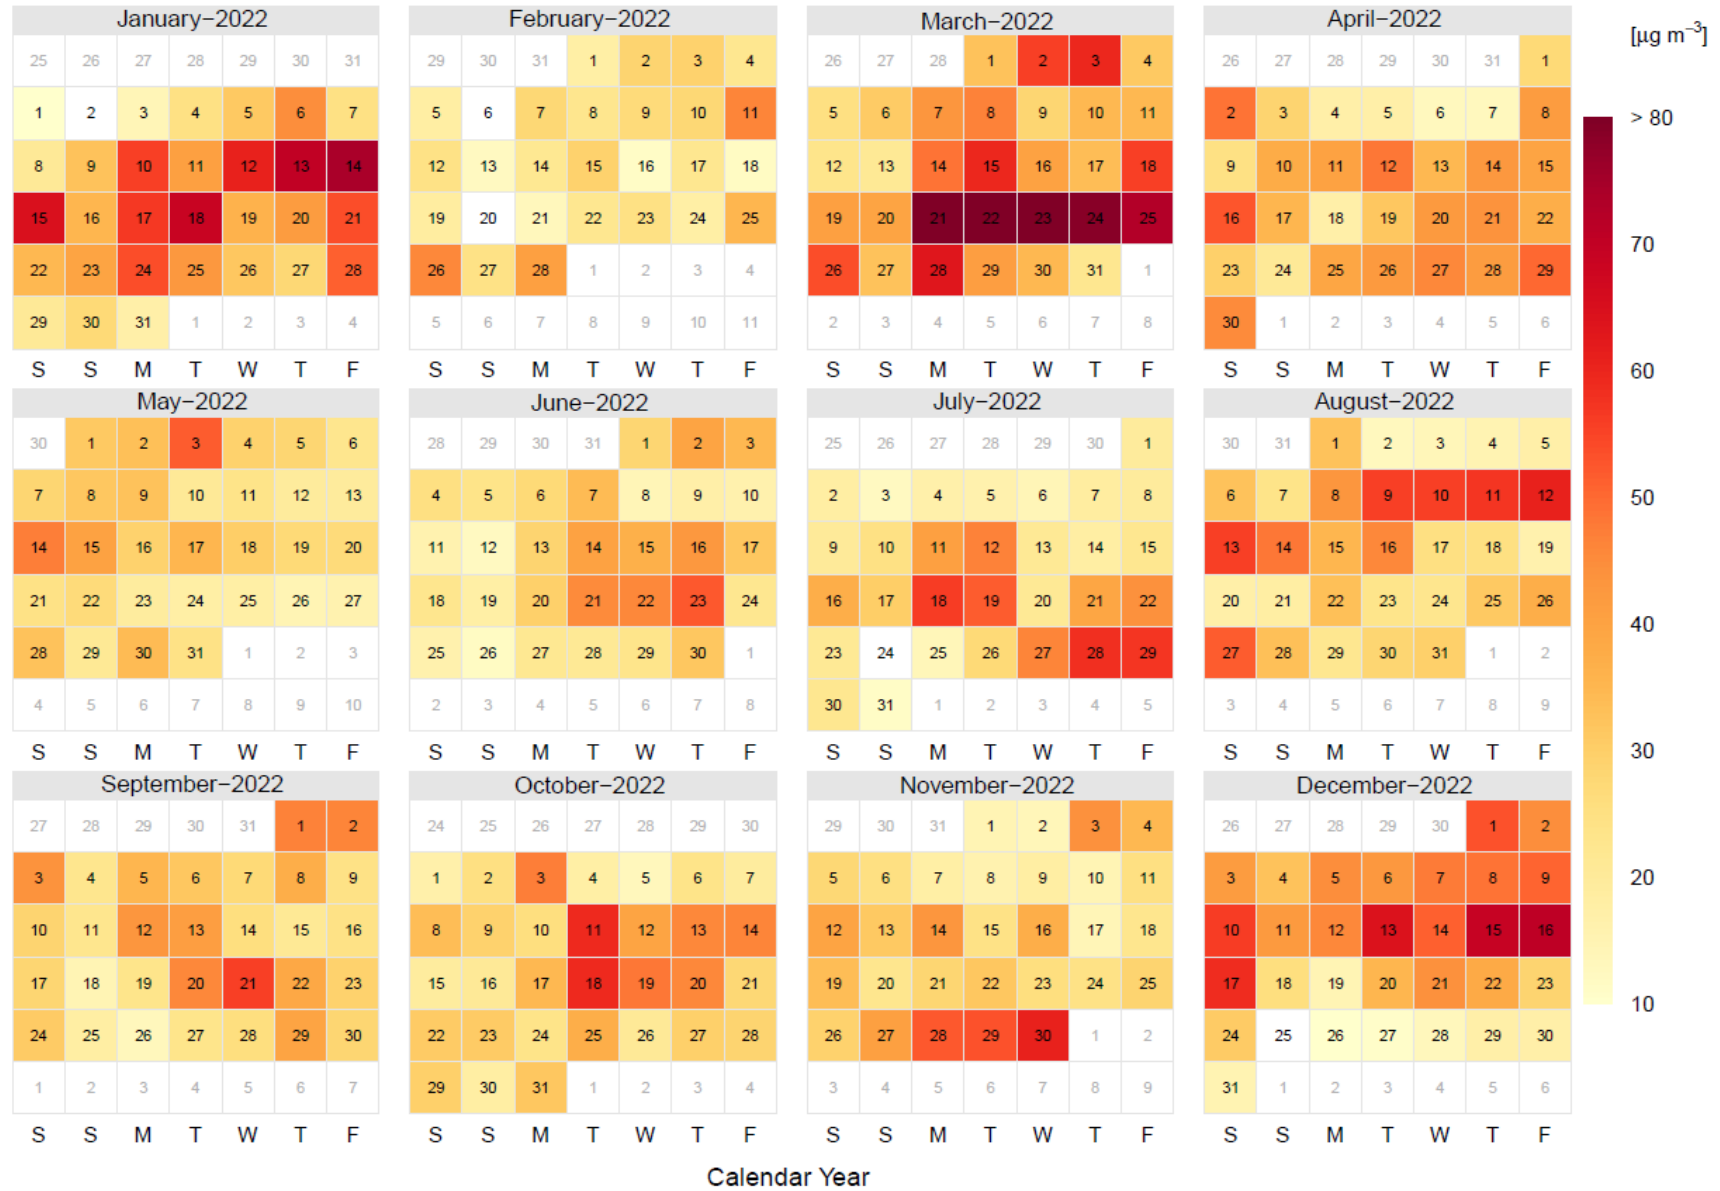 January−2022 February−2022 March−2022 April−2022
[μg m⁻³]
25 26 27 28 29 30 31 29 30 31 1 2 3 4 26 27 28 1 2 3 4 26 27 28 29 30 31 1
1 2 3 4 5 6 7 5 6 7 8 9 10 11 5 6 7 8 9 10 11 2 3 4 5 6 7 8 > 80
8 9 10 11 12 13 14 12 13 14 15 16 17 18 12 13 14 15 16 17 18 9 10 11 12 13 14 15
15 16 17 18 19 20 21 19 20 21 22 23 24 25 19 20 21 22 23 24 25 16 17 18 19 20 21 22
70
22 23 24 25 26 27 28 26 27 28 1 2 3 4 26 27 28 29 30 31 1 23 24 25 26 27 28 29
29 30 31 1 2 3 4 5 6 7 8 9 10 11 2 3 4 5 6 7 8 30 1 2 3 4 5 6
S S M T W T F S S M T W T F S S M T W T F S S M T W T F 60
May−2022 June−2022 July−2022 August−2022
30 1 2 3 4 5 6 28 29 30 31 1 2 3 25 26 27 28 29 30 1 30 31 1 2 3 4 5
7 8 9 10 11 12 13 4 5 6 7 8 9 10 2 3 4 5 6 7 8 6 7 8 9 10 11 12 50
14 15 16 17 18 19 20 11 12 13 14 15 16 17 9 10 11 12 13 14 15 13 14 15 16 17 18 19
21 22 23 24 25 26 27 18 19 20 21 22 23 24 16 17 18 19 20 21 22 20 21 22 23 24 25 26
40
28 29 30 31 1 2 3 25 26 27 28 29 30 1 23 24 25 26 27 28 29 27 28 29 30 31 1 2
4 5 6 7 8 9 10 2 3 4 5 6 7 8 30 31 1 2 3 4 5 3 4 5 6 7 8 9
S S M T W T F S S M T W T F S S M T W T F S S M T W T F 30
September−2022 October−2022 November−2022 December−2022
27 28 29 30 31 1 2 24 25 26 27 28 29 30 29 30 31 1 2 3 4 26 27 28 29 30 1 2
3 4 5 6 7 8 9 1 2 3 4 5 6 7 5 6 7 8 9 10 11 3 4 5 6 7 8 9 20
10 11 12 13 14 15 16 8 9 10 11 12 13 14 12 13 14 15 16 17 18 10 11 12 13 14 15 16
17 18 19 20 21 22 23 15 16 17 18 19 20 21 19 20 21 22 23 24 25 17 18 19 20 21 22 23
10
24 25 26 27 28 29 30 22 23 24 25 26 27 28 26 27 28 29 30 1 2 24 25 26 27 28 29 30
1 2 3 4 5 6 7 29 30 31 1 2 3 4 3 4 5 6 7 8 9 31 1 2 3 4 5 6
S S M T W T F S S M T W T F S S M T W T F S S M T W T F
Calendar Year